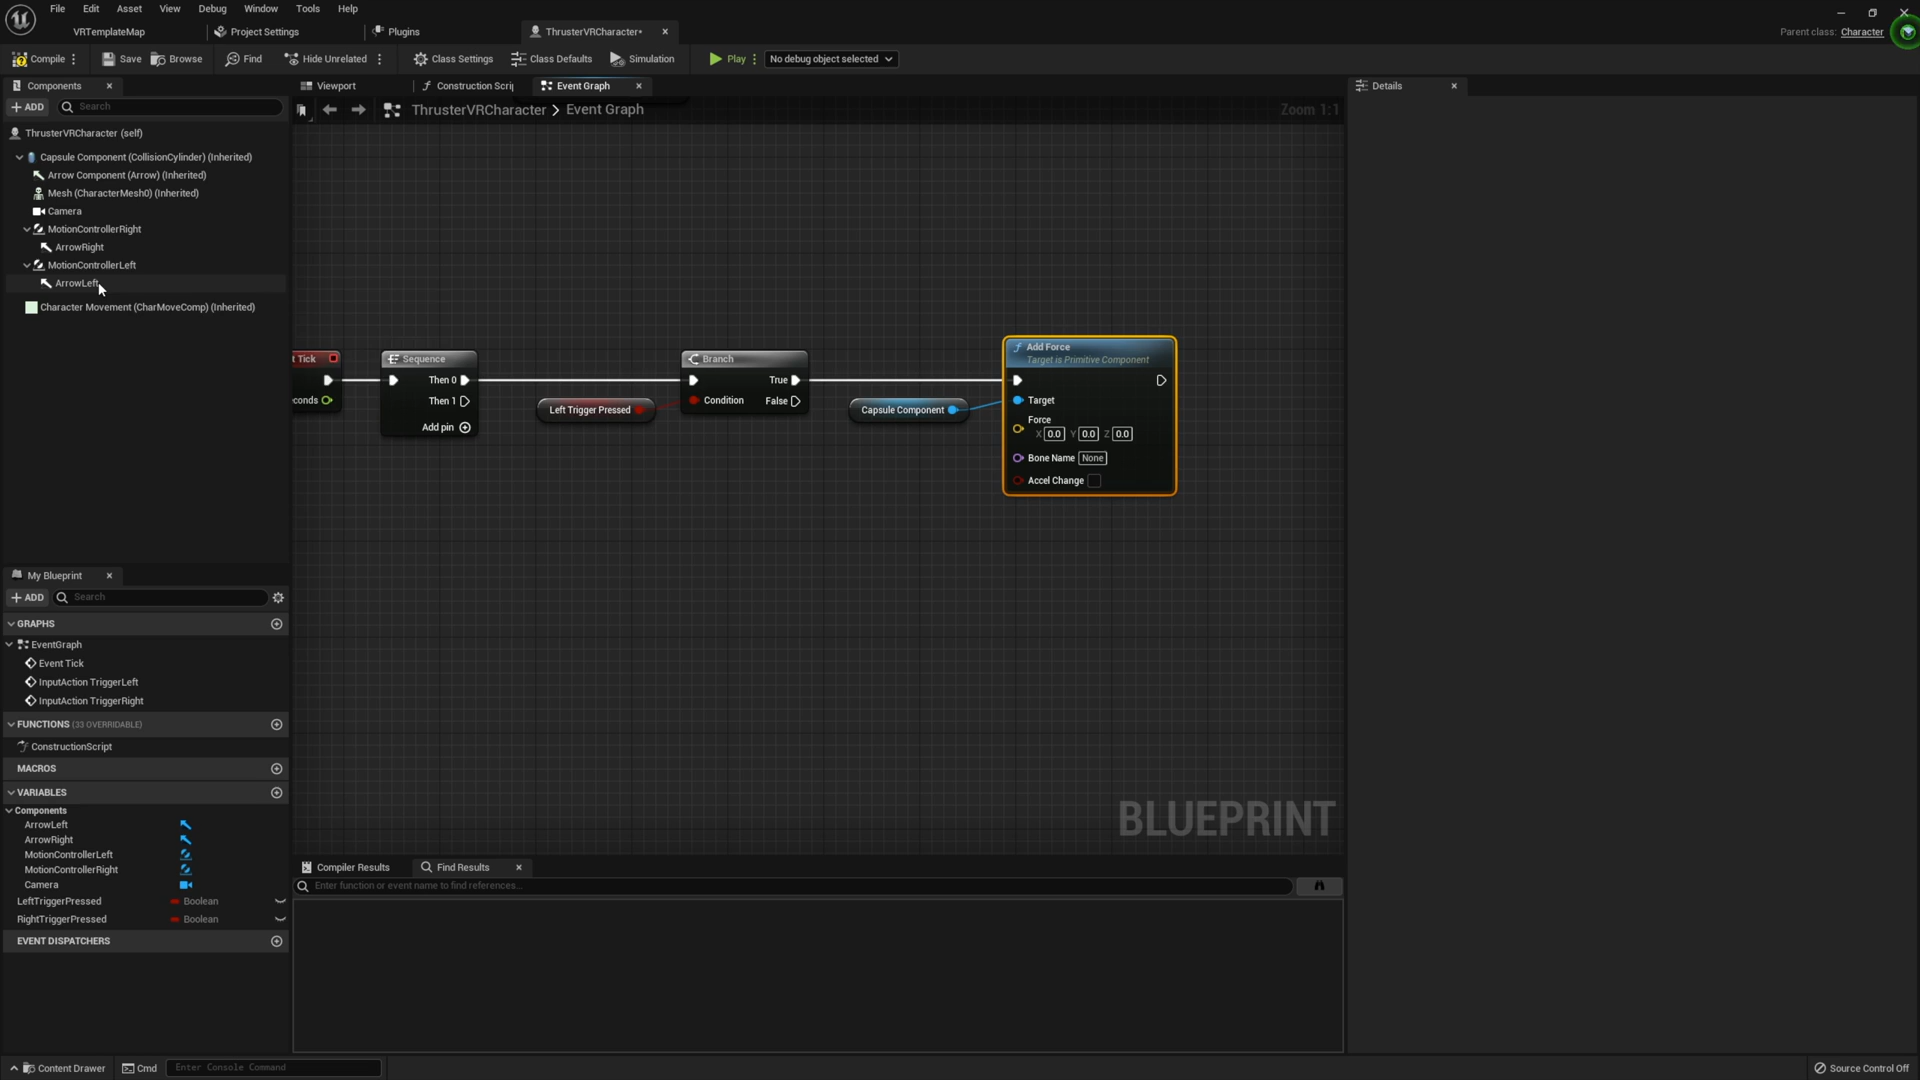 File Edit Asset View Debug Window Tools Help
VRTemplateMap
Project Settings
Plugins
ThrusterVRCharacter•
Parent class: Character
Compile
Save
Browse
Find
Hide Unrelated
Class Settings
Class Defaults
Simulation
Play
No debug object selected
Components
Viewport
Construction Scrip
Event Graph
Details
ADD
Search
ThrusterVRCharacter > Event Graph
Zoom 1:1
ThrusterVRCharacter (self)
Capsule Component (CollisionCylinder) (Inherited)
Arrow Component (Arrow) (Inherited)
Mesh (CharacterMesh0) (Inherited)
Camera
MotionControllerRight
ArrowRight
MotionControllerLeft
ArrowLeft
Character Movement (CharMoveComp) (Inherited)
t Tick
econds
Sequence
Then 0
Then 1
Add pin
Left Trigger Pressed
Branch
True
Condition
False
Capsule Component
Add Force
Target is Primitive Component
Target
Force
X 0.0 Y 0.0 Z 0.0
Bone Name None
Accel Change
BLUEPRINT
My Blueprint
ADD
Search
GRAPHS
EventGraph
Event Tick
InputAction TriggerLeft
InputAction TriggerRight
FUNCTIONS (33 OVERRIDABLE)
ConstructionScript
MACROS
VARIABLES
Components
ArrowLeft
ArrowRight
MotionControllerLeft
MotionControllerRight
Camera
LeftTriggerPressed Boolean
RightTriggerPressed Boolean
EVENT DISPATCHERS
Compiler Results
Find Results
Enter function or event name to find references...
Content Drawer
Cmd
Enter Console Command
Source Control Off